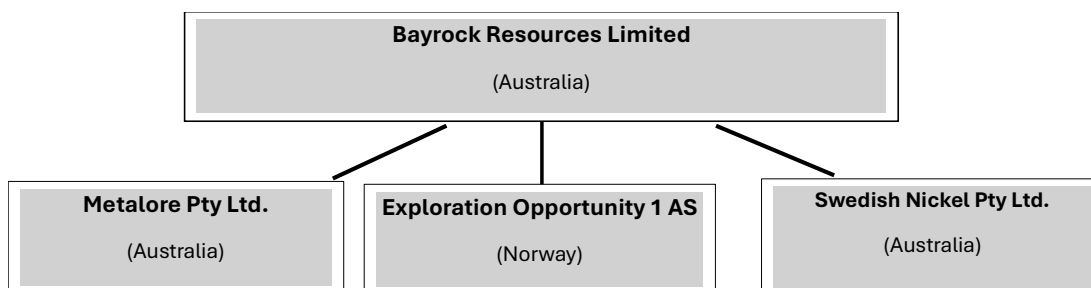 Bayrock Resources Limited
(Australia)
Metalore Pty Ltd.
(Australia)
Exploration Opportunity 1 AS
(Norway)
Swedish Nickel Pty Ltd.
(Australia)